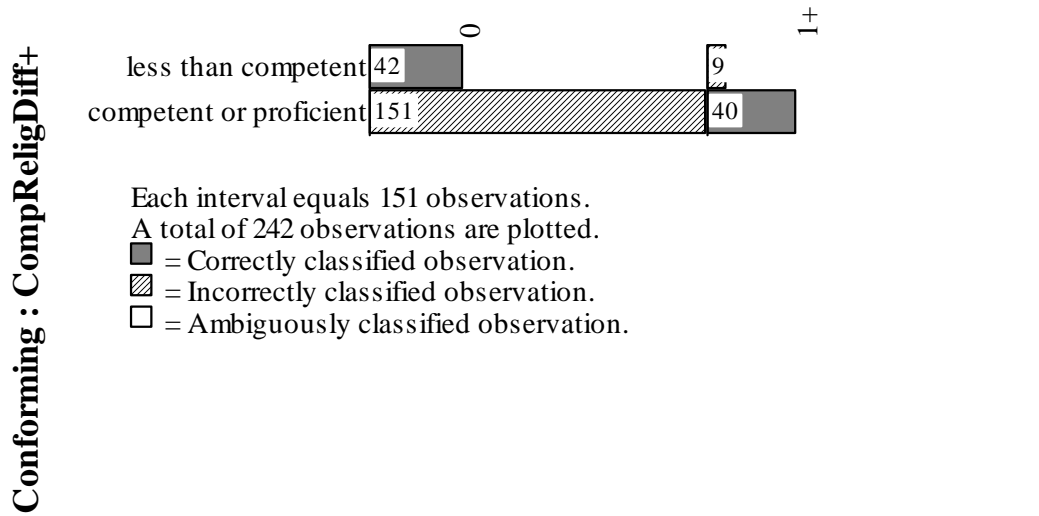 Conforming : CompReligDiff+
0
1+
less than competent 42 9
competent or proficient 151 40
Each interval equals 151 observations.
A total of 242 observations are plotted.
= Correctly classified observation.
= Incorrectly classified observation.
= Ambiguously classified observation.